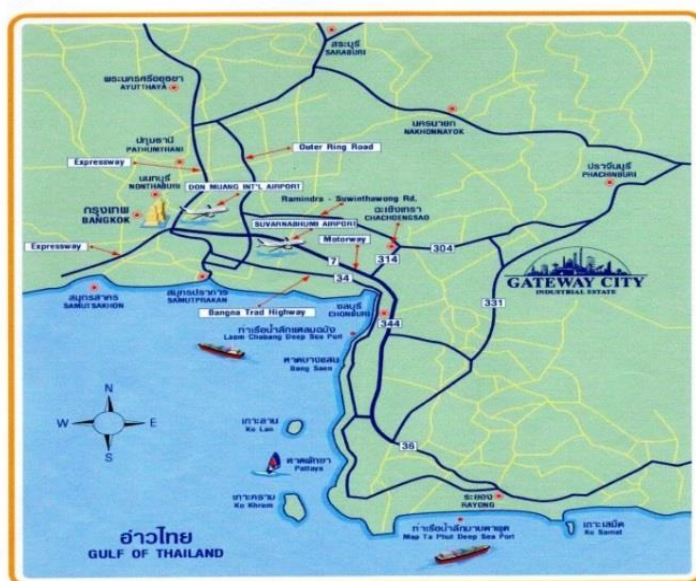 สระบุรี
SARABURI
พระนครศรีอยุธยา
AYUTTHAYA
นครนายก
NAKHONNAYOK
ปทุมธานี
PATHUMTHANI
Outer Ring Road
ปราจีนบุรี
PHACHINBURI
Expressway
นนทบุรี
NONTHABURI
DON MUANG INT'L AIRPORT
Ramindra - Suwinthawong Rd.
กรุงเทพ
BANGKOK
SUVARNABHUMI AIRPORT
ฉะเชิงเทรา
CHACHOENGSAO
Expressway
Motorway
304
314
7
34
GATEWAY CITY
INDUSTRIAL ESTATE
สมุทรสาคร
SAMUTSAKHON
สมุทรปราการ
SAMUTPRAKAN
Bangna Trad Highway
ชลบุรี
CHONBURI
331
344
ท่าเรือน้ำลึกแหลมฉบัง
Laem Chabang Deep Sea Port
หาดบางแสน
Bang Saen
N
W
E
S
เกาะลาน
Ko Lan
หาดพัทยา
Pattaya
36
เกาะคราม
Ko Khram
ระยอง
RAYONG
ท่าเรือน้ำลึกมาบตาพุด
Map Ta Phut Deep Sea Port
เกาะเสม็ด
Ko Samet
อ่าวไทย
GULF OF THAILAND